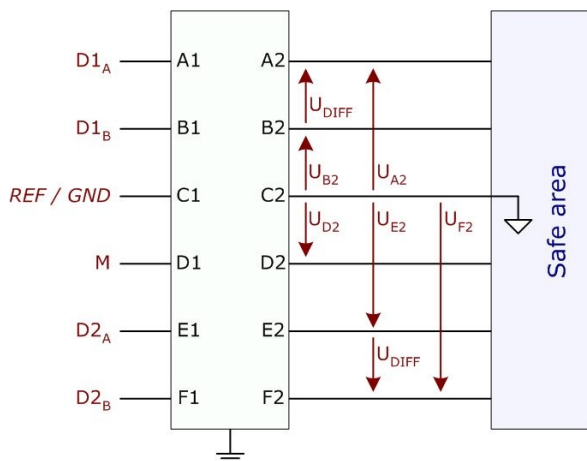 D1A A1 A2
UDIFF
D1B B1 B2
UB2 UA2
REF / GND C1 C2
UD2 UE2 UF2
M D1 D2
D2A E1 E2
UDIFF
D2B F1 F2
Safe area